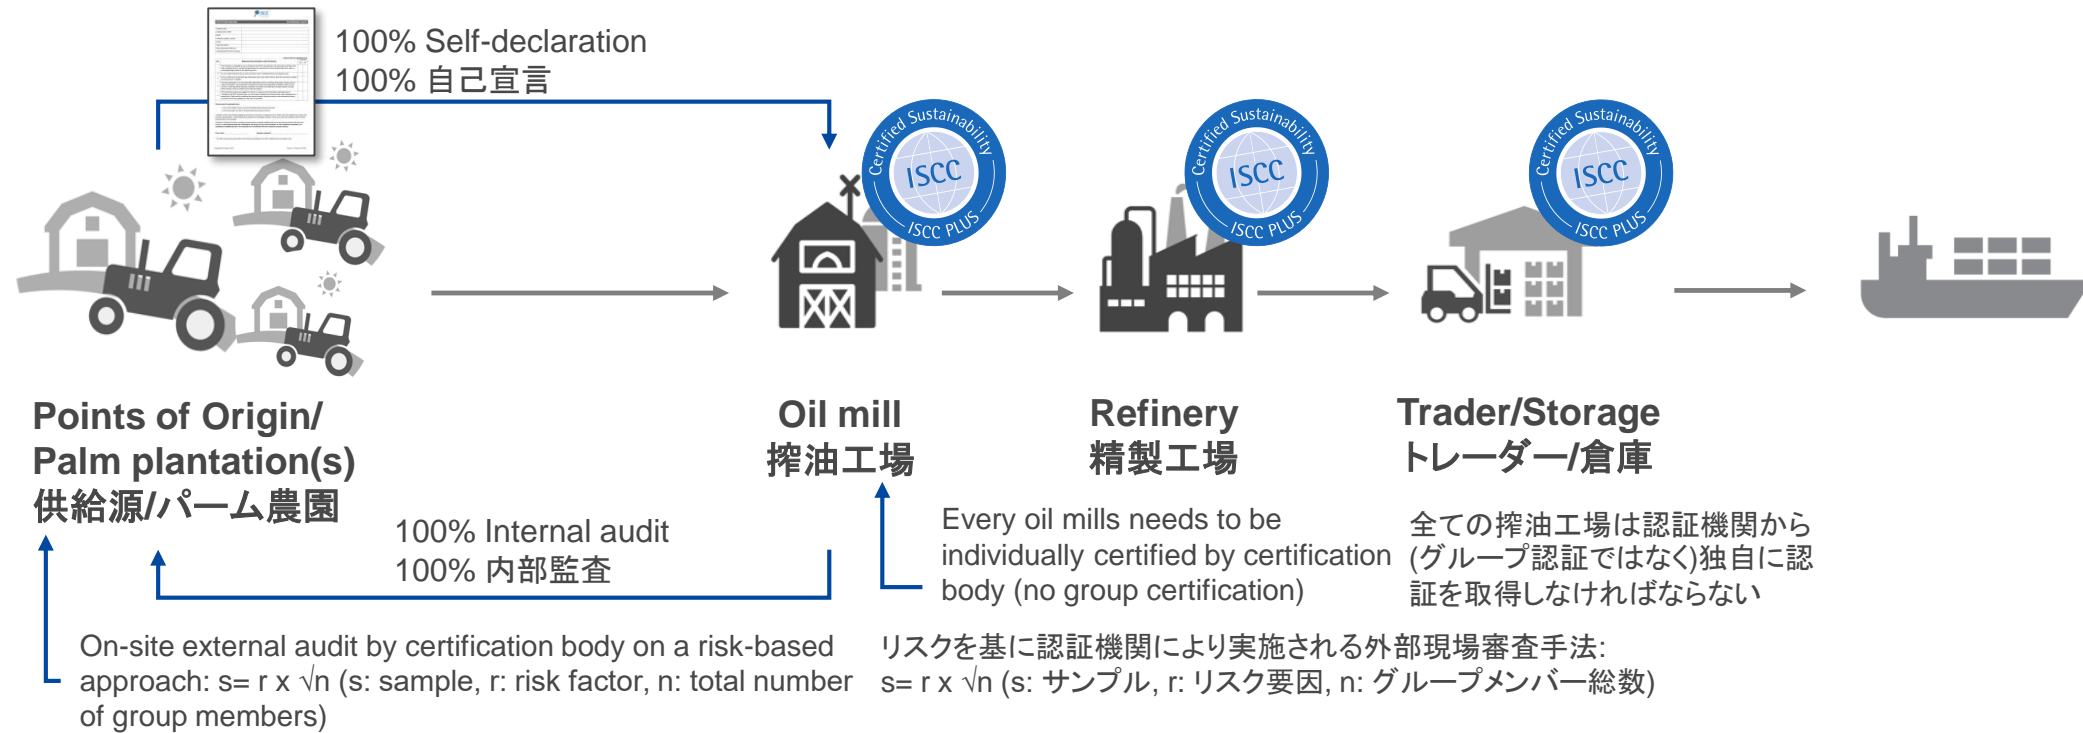 100% Self-declaration
100% 自己宣言
Certified Sustainability
ISCC
ISCC PLUS
Certified Sustainability
ISCC
ISCC PLUS
Certified Sustainability
ISCC
ISCC PLUS
Points of Origin/
Palm plantation(s)
供給源/パーム農園
Oil mill
搾油工場
Refinery
精製工場
Trader/Storage
トレーダー/倉庫
100% Internal audit
100% 内部監査
Every oil mills needs to be
individually certified by certification
body (no group certification)
全ての搾油工場は認証機関から
(グループ認証ではなく)独自に認
証を取得しなければならない
On-site external audit by certification body on a risk-based
approach: s= r x √n (s: sample, r: risk factor, n: total number
of group members)
リスクを基に認証機関により実施される外部現場審査手法:
s= r x √n (s: サンプル, r: リスク要因, n: グループメンバー総数)